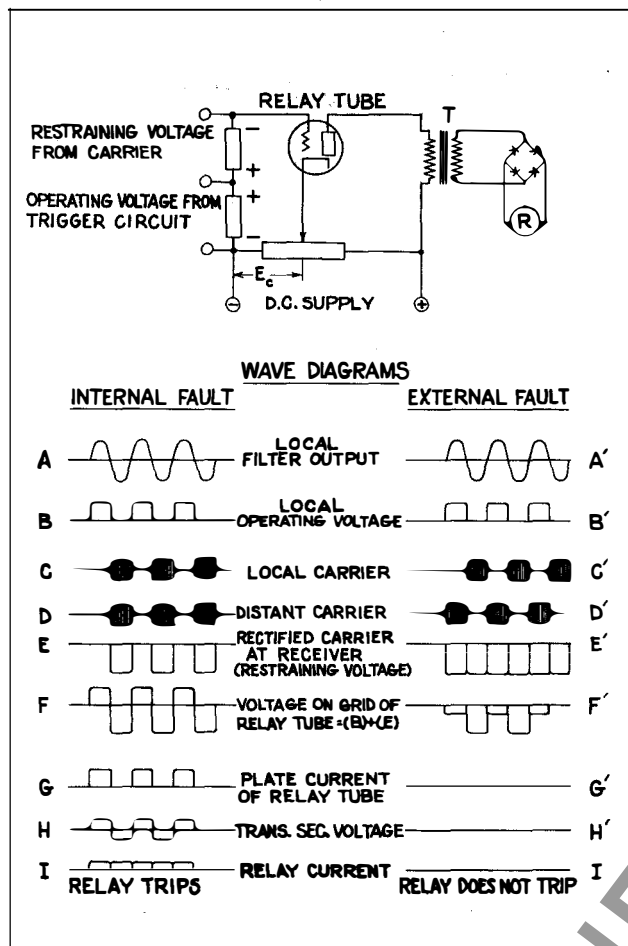 RELAY TUBE
T
RESTRAINING VOLTAGE
FROM CARRIER
−
+
OPERATING VOLTAGE FROM
TRIGGER CIRCUIT
+
−
R
Ec
− D.C. SUPPLY +
WAVE DIAGRAMS
INTERNAL FAULT EXTERNAL FAULT
A LOCAL
FILTER OUTPUT A′
B LOCAL
OPERATING VOLTAGE B′
C LOCAL CARRIER C′
D DISTANT CARRIER D′
E RECTIFIED CARRIER E′
AT RECEIVER
(RESTRAINING VOLTAGE)
F VOLTAGE ON GRID OF F′
RELAY TUBE=(B)+(E)
G PLATE CURRENT G′
OF RELAY TUBE
H TRANS. SEC. VOLTAGE H′
I RELAY CURRENT I
RELAY TRIPS RELAY DOES NOT TRIP